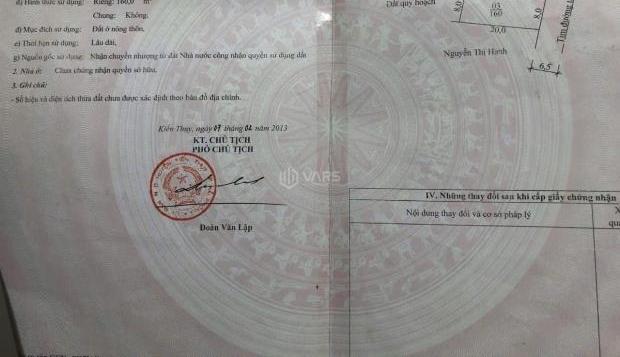 d) Hình thức sử dụng: Riêng: 160,0 m²
Chung: Không.
đ) Mục đích sử dụng: Đất ở nông thôn.
e) Thời hạn sử dụng: Lâu dài.
g) Nguồn gốc sử dụng: Nhận chuyển nhượng từ đất Nhà nước công nhận quyền sử dụng đất
2. Nhà ở: Chưa chứng nhận quyền sở hữu.
3. Ghi chú:
- Số hiệu và diện tích thửa đất chưa được xác định theo bản đồ địa chính.
Kiến Thụy, ngày 07 tháng 02 năm 2013
KT. CHỦ TỊCH
PHÓ CHỦ TỊCH
Đoàn Văn Lập
VARS
Đất quy hoạch
8,0
03
160
8,0
20,0
Tim đường
Nguyễn Thị Hanh
6,5
IV. Những thay đổi sau khi cấp giấy chứng nhận
Nội dung thay đổi và cơ sở pháp lý